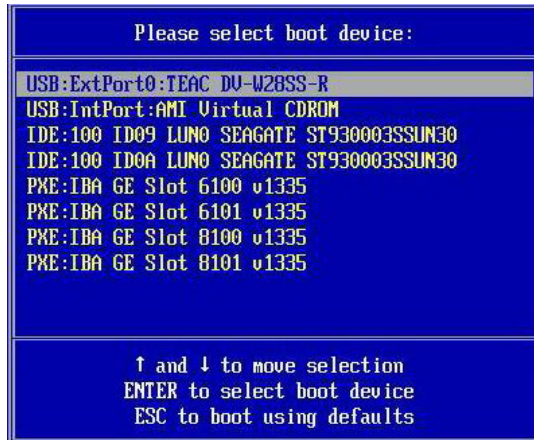 Please select boot device:
USB:ExtPort0:TEAC DV-W28SS-R
USB:IntPort:AMI Virtual CDROM
IDE:100 ID09 LUN0 SEAGATE ST930003SSUN30
IDE:100 ID0A LUN0 SEAGATE ST930003SSUN30
PXE:IBA GE Slot 6100 v1335
PXE:IBA GE Slot 6101 v1335
PXE:IBA GE Slot 8100 v1335
PXE:IBA GE Slot 8101 v1335
↑ and ↓ to move selection
ENTER to select boot device
ESC to boot using defaults